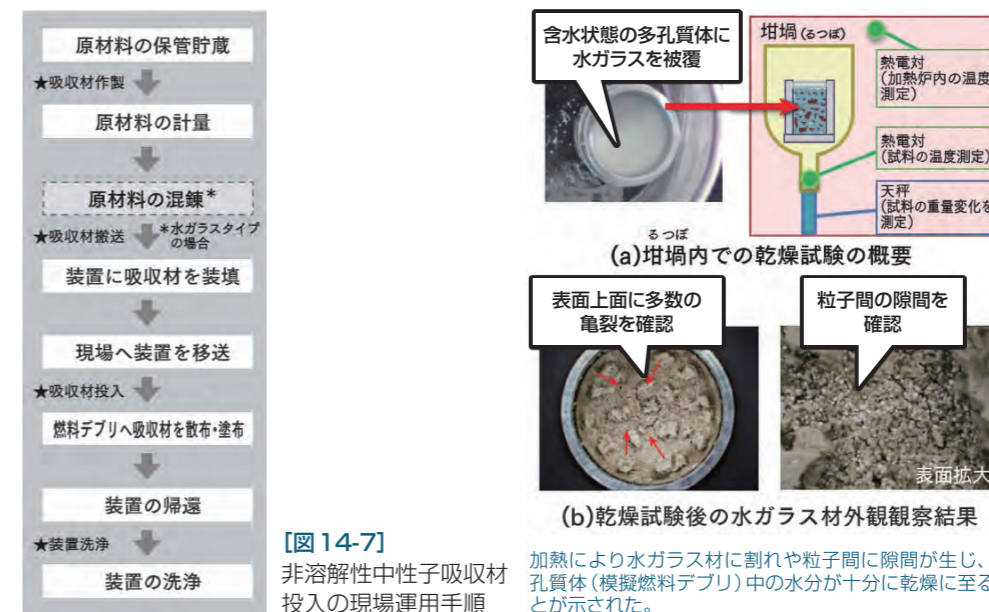 原材料の保管貯蔵
★吸収材作製
原材料の計量
原材料の混錬*
★吸収材搬送
*水ガラスタイプ
の場合
装置に吸収材を装填
現場へ装置を移送
★吸収材投入
燃料デブリへ吸収材を散布・塗布
装置の帰還
★装置洗浄
装置の洗浄
[図14-7]
非溶解性中性子吸収材
投入の現場運用手順
含水状態の多孔質体に
水ガラスを被覆
坩堝(るつぼ)
熱電対
(加熱炉内の温度
測定)
熱電対
(試料の温度測定)
天秤
(試料の重量変化を
測定)
るつぼ
(a)坩堝内での乾燥試験の概要
表面上面に多数の
亀裂を確認
粒子間の隙間を
確認
表面拡大
(b)乾燥試験後の水ガラス材外観観察結果
加熱により水ガラス材に割れや粒子間に隙間が生じ、
孔質体(模擬燃料デブリ)中の水分が十分に乾燥に至る
とが示された。